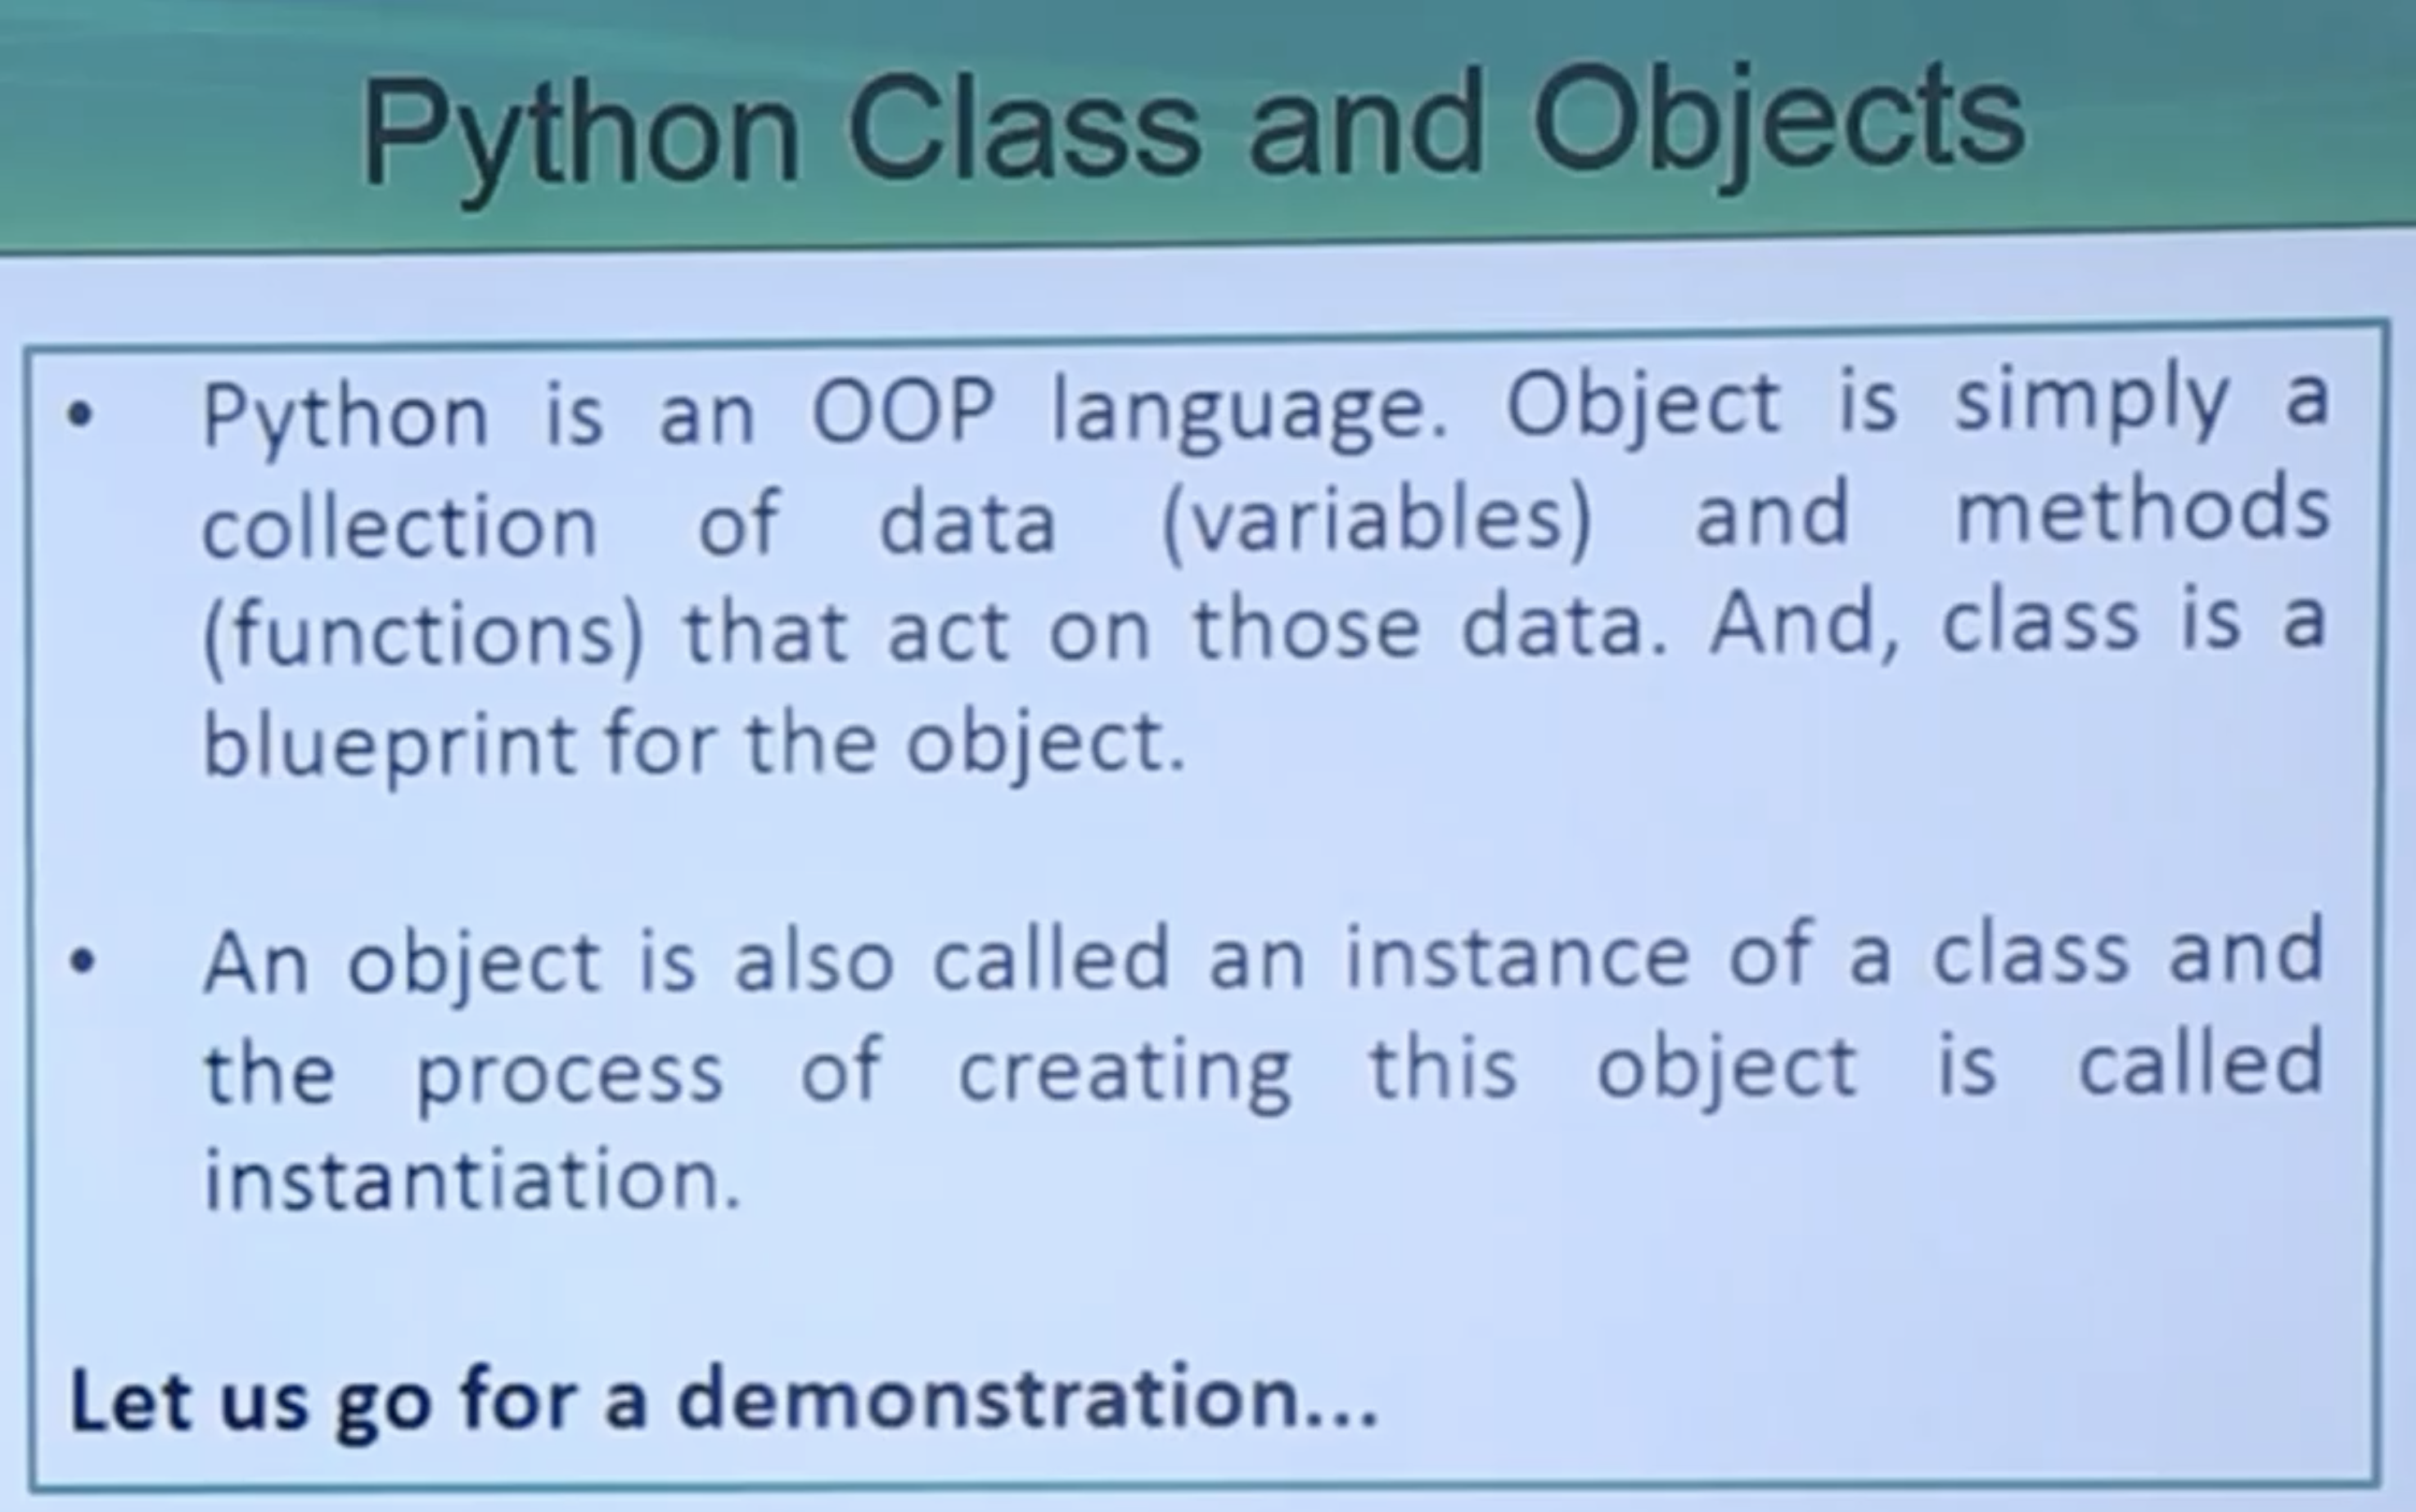 Python Class and Objects
• Python is an OOP language. Object is simply a
collection of data (variables) and methods
(functions) that act on those data. And, class is a
blueprint for the object.
• An object is also called an instance of a class and
the process of creating this object is called
instantiation.
Let us go for a demonstration...